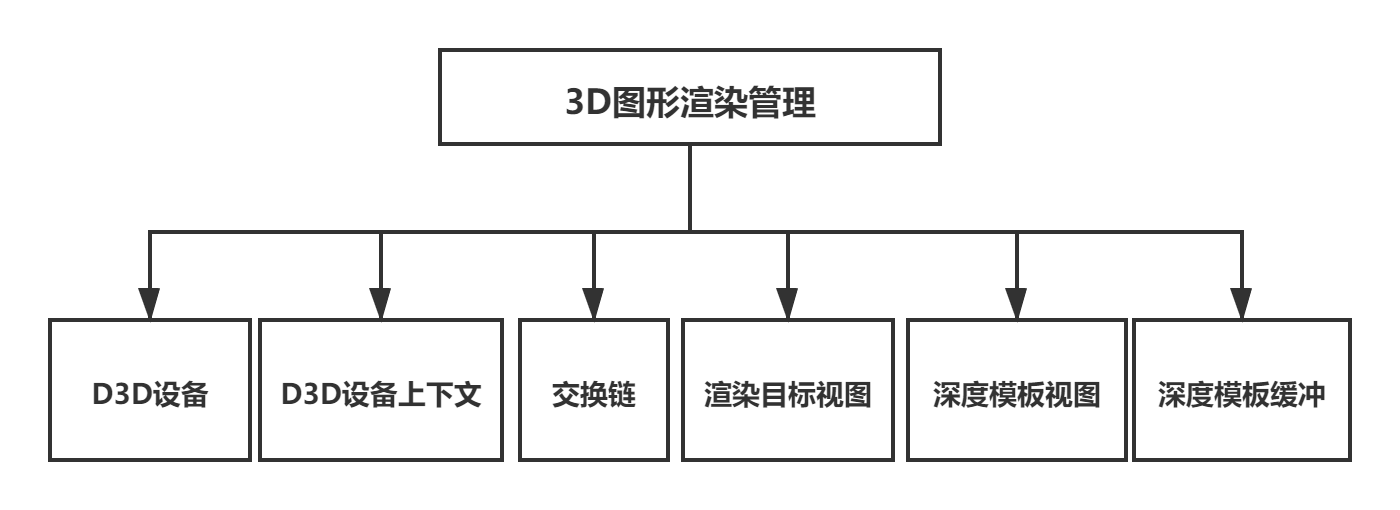 3D图形渲染管理
D3D设备
D3D设备上下文
交换链
渲染目标视图
深度模板视图
深度模板缓冲